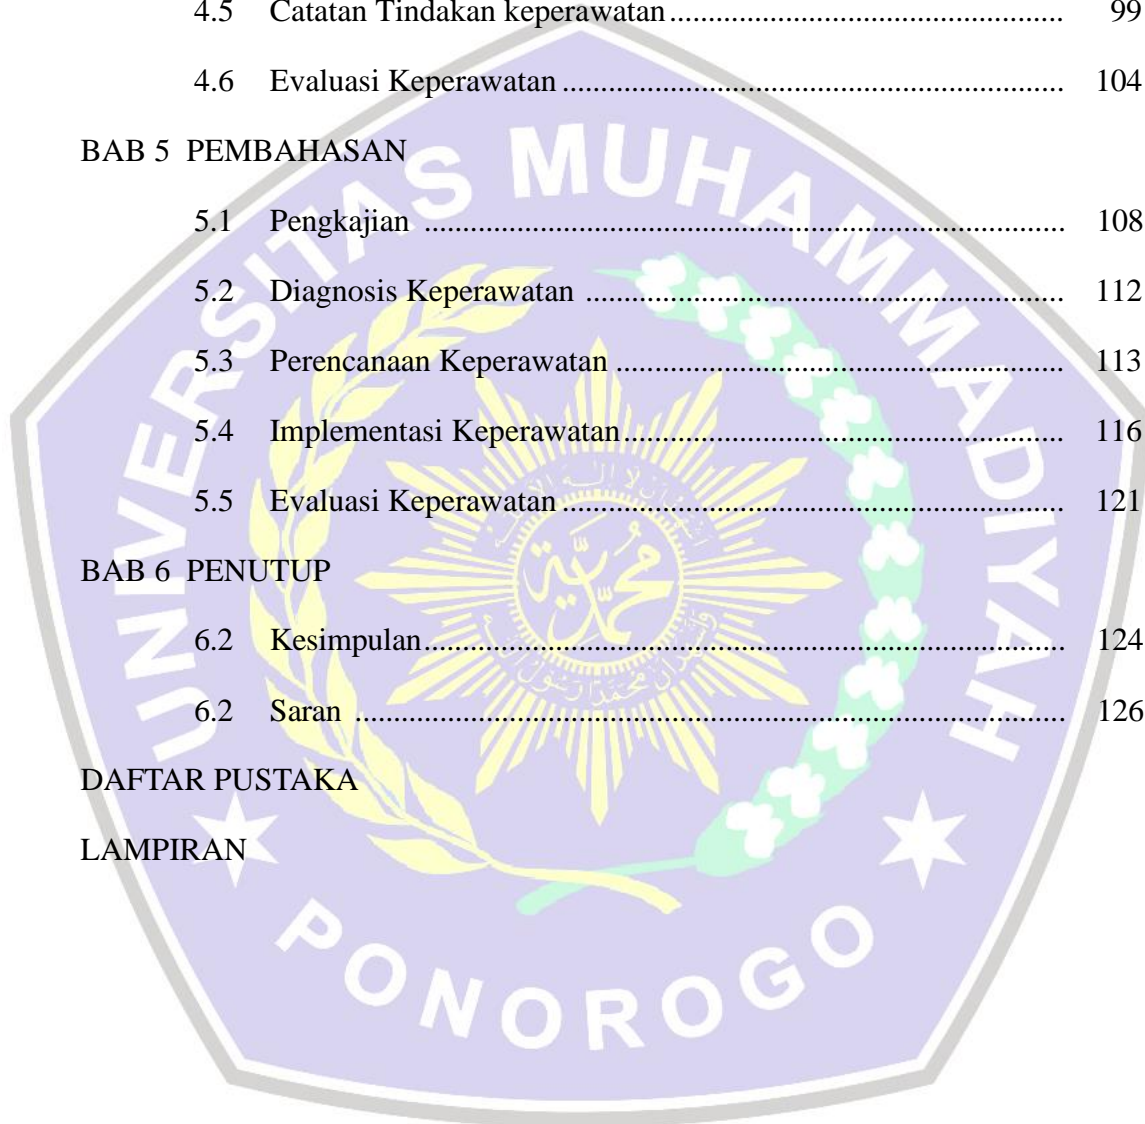 4.5 Catatan Tindakan keperawatan ........................................................ 99
4.6 Evaluasi Keperawatan ........................................................ 104
BAB 5 PEMBAHASAN
5.1 Pengkajian ........................................................ 108
5.2 Diagnosis Keperawatan ........................................................ 112
5.3 Perencanaan Keperawatan ........................................................ 113
5.4 Implementasi Keperawatan ........................................................ 116
5.5 Evaluasi Keperawatan ........................................................ 121
BAB 6 PENUTUP
6.2 Kesimpulan ........................................................ 124
6.2 Saran ........................................................ 126
DAFTAR PUSTAKA
LAMPIRAN
UNIVERSITAS MUHAMMADIYAH
PONOROGO
محمدية